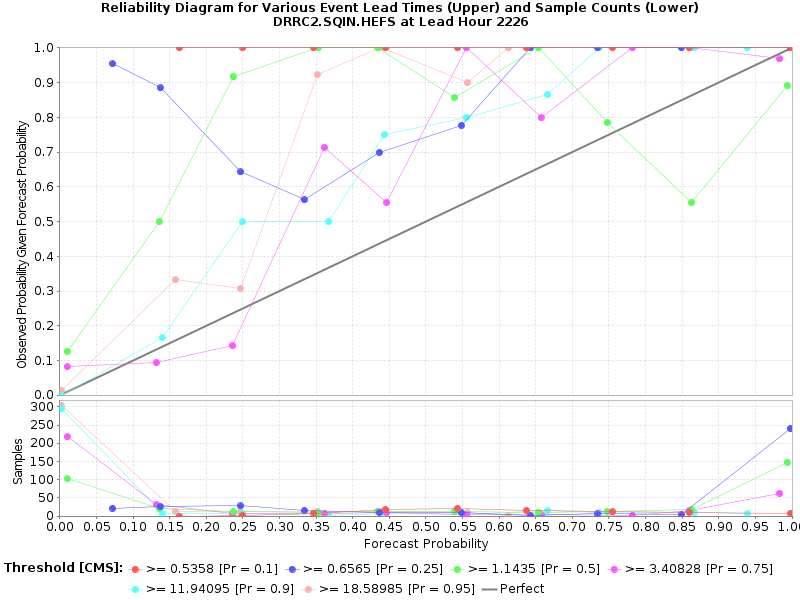 Reliability Diagram for Various Event Lead Times (Upper) and Sample Counts (Lower)
DRRC2.SQIN.HEFS at Lead Hour 2226
Observed Probability Given Forecast Probability
1.0
0.9
0.8
0.7
0.6
0.5
0.4
0.3
0.2
0.1
0.0
Samples
300
250
200
150
100
50
0
0.00 0.05 0.10 0.15 0.20 0.25 0.30 0.35 0.40 0.45 0.50 0.55 0.60 0.65 0.70 0.75 0.80 0.85 0.90 0.95 1.0
Forecast Probability
Threshold [CMS]: >= 0.5358 [Pr = 0.1] >= 0.6565 [Pr = 0.25] >= 1.1435 [Pr = 0.5] >= 3.40828 [Pr = 0.75]
>= 11.94095 [Pr = 0.9] >= 18.58985 [Pr = 0.95] Perfect